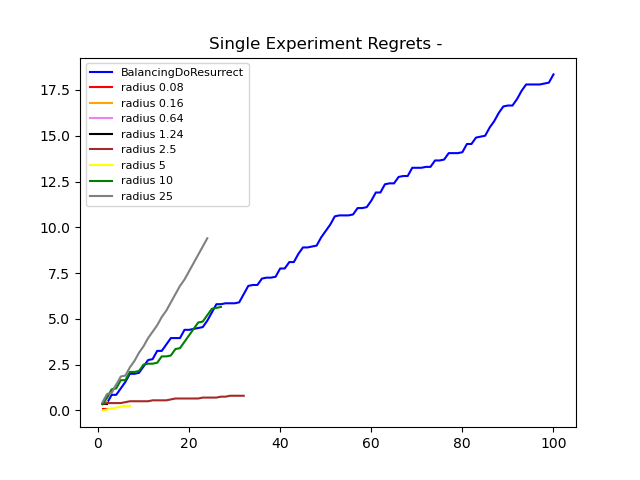 Single Experiment Regrets -
BalancingDoResurrect
radius 0.08
radius 0.16
radius 0.64
radius 1.24
radius 2.5
radius 5
radius 10
radius 25
17.5
15.0
12.5
10.0
7.5
5.0
2.5
0.0
0 20 40 60 80 100